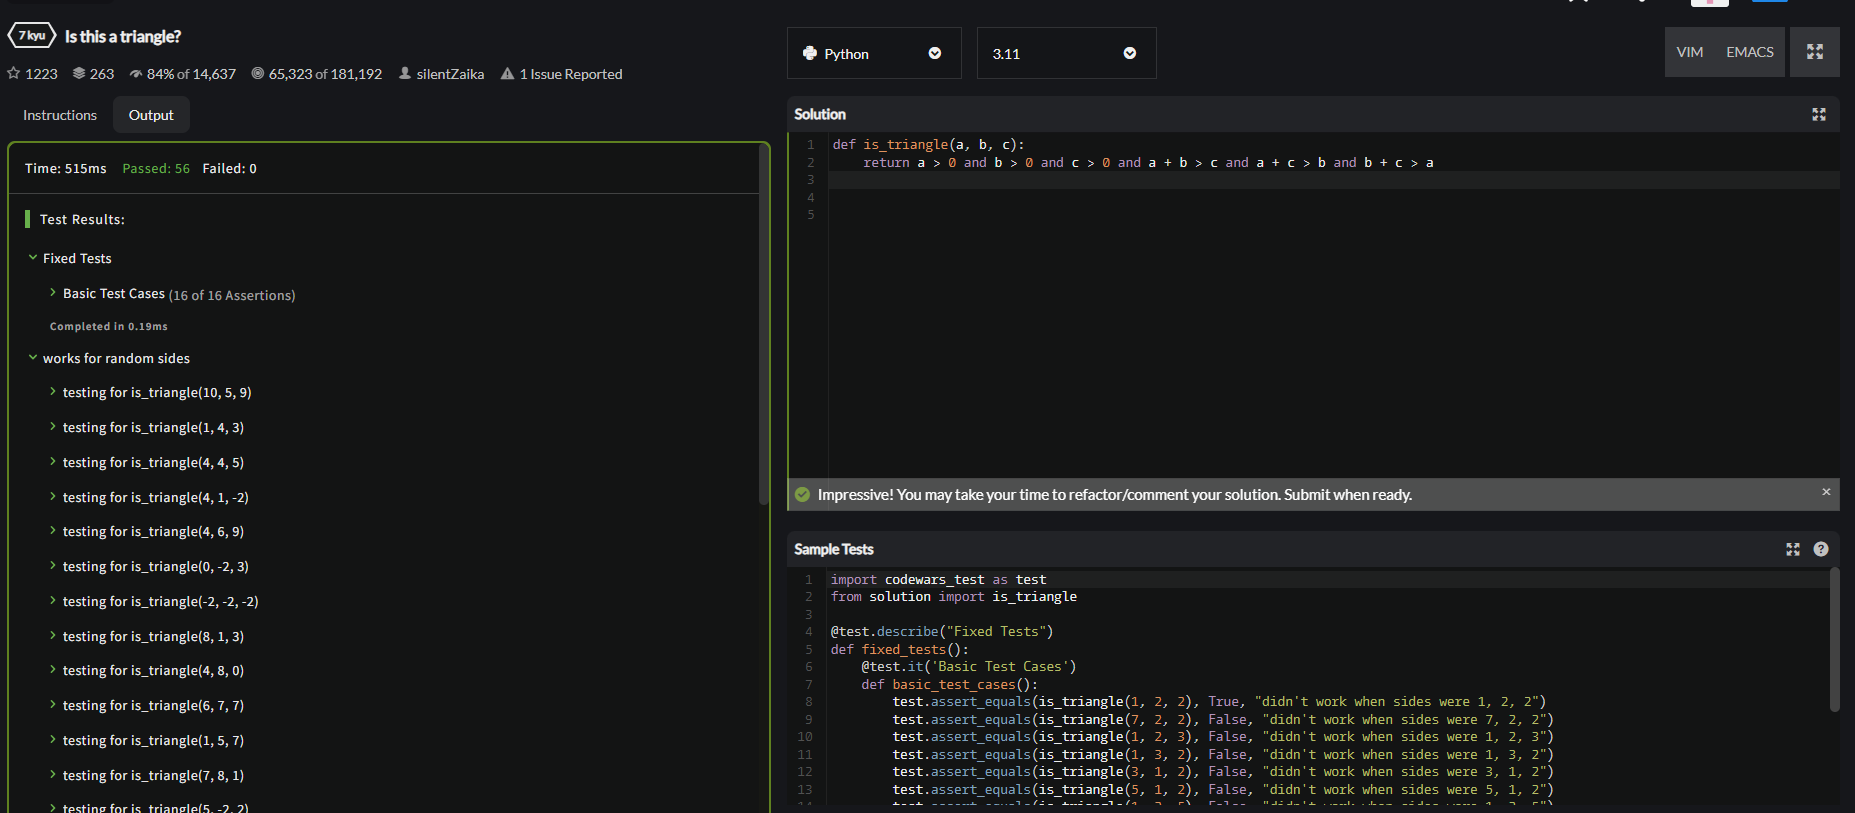 7 kyu Is this a triangle?
1223 263 84% of 14,637 65,323 of 181,192 silentZaika 1 Issue Reported
Instructions Output
Time: 515ms Passed: 56 Failed: 0
Test Results:
Fixed Tests
Basic Test Cases (16 of 16 Assertions)
Completed in 0.19ms
works for random sides
testing for is_triangle(10, 5, 9)
testing for is_triangle(1, 4, 3)
testing for is_triangle(4, 4, 5)
testing for is_triangle(4, 1, -2)
testing for is_triangle(4, 6, 9)
testing for is_triangle(0, -2, 3)
testing for is_triangle(-2, -2, -2)
testing for is_triangle(8, 1, 3)
testing for is_triangle(4, 8, 0)
testing for is_triangle(6, 7, 7)
testing for is_triangle(1, 5, 7)
testing for is_triangle(7, 8, 1)
testing for is_triangle(5, -2, 2)
Python 3.11 VIM EMACS
Solution
1 def is_triangle(a, b, c):
2 return a > 0 and b > 0 and c > 0 and a + b > c and a + c > b and b + c > a
3
4
5
Impressive! You may take your time to refactor/comment your solution. Submit when ready. ×
Sample Tests ?
1 import codewars_test as test
2 from solution import is_triangle
3
4 @test.describe("Fixed Tests")
5 def fixed_tests():
6 @test.it('Basic Test Cases')
7 def basic_test_cases():
8 test.assert_equals(is_triangle(1, 2, 2), True, "didn't work when sides were 1, 2, 2")
9 test.assert_equals(is_triangle(7, 2, 2), False, "didn't work when sides were 7, 2, 2")
10 test.assert_equals(is_triangle(1, 2, 3), False, "didn't work when sides were 1, 2, 3")
11 test.assert_equals(is_triangle(1, 3, 2), False, "didn't work when sides were 1, 3, 2")
12 test.assert_equals(is_triangle(3, 1, 2), False, "didn't work when sides were 3, 1, 2")
13 test.assert_equals(is_triangle(5, 1, 2), False, "didn't work when sides were 5, 1, 2")